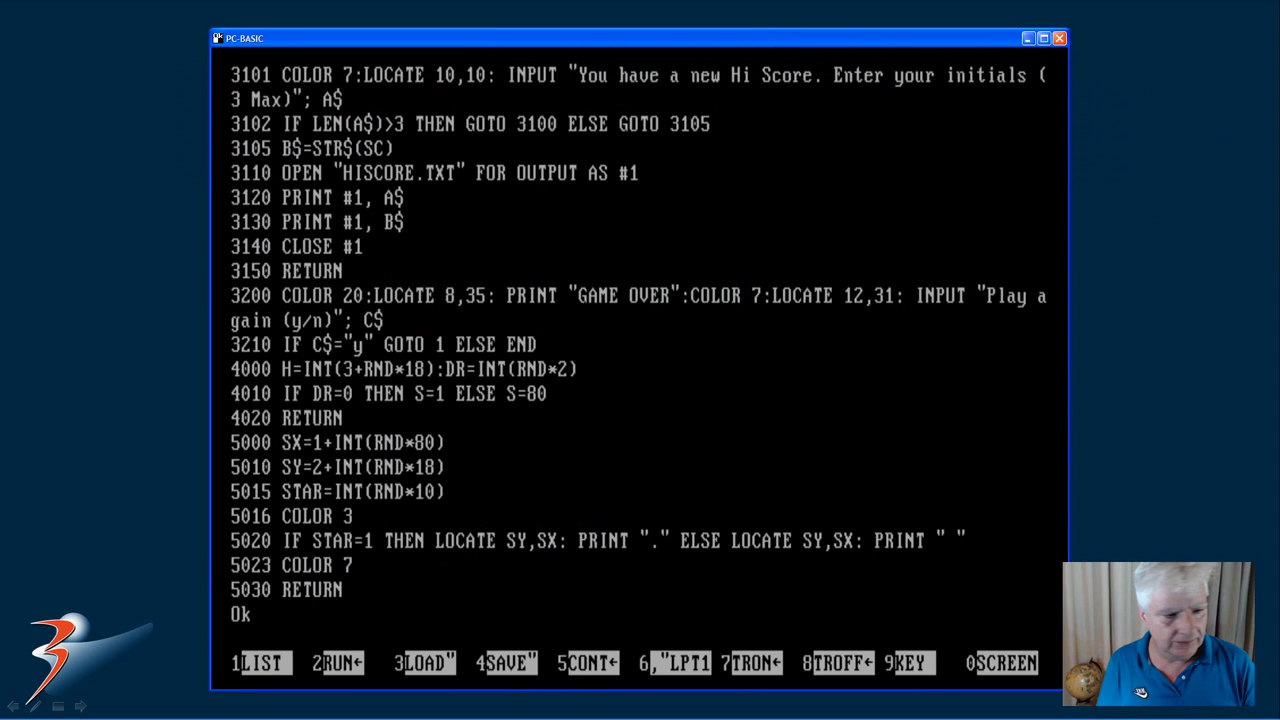 PC-BASIC
3101 COLOR 7:LOCATE 10,10: INPUT "You have a new Hi Score. Enter your initials (
3 Max)"; A$
3102 IF LEN(A$)>3 THEN GOTO 3100 ELSE GOTO 3105
3105 B$=STR$(SC)
3110 OPEN "HISCORE.TXT" FOR OUTPUT AS #1
3120 PRINT #1, A$
3130 PRINT #1, B$
3140 CLOSE #1
3150 RETURN
3200 COLOR 20:LOCATE 8,35: PRINT "GAME OVER":COLOR 7:LOCATE 12,31: INPUT "Play a
gain (y/n)"; C$
3210 IF C$="y" GOTO 1 ELSE END
4000 H=INT(3+RND*18):DR=INT(RND*2)
4010 IF DR=0 THEN S=1 ELSE S=80
4020 RETURN
5000 SX=1+INT(RND*80)
5010 SY=2+INT(RND*18)
5015 STAR=INT(RND*10)
5016 COLOR 3
5020 IF STAR=1 THEN LOCATE SY,SX: PRINT "." ELSE LOCATE SY,SX: PRINT " "
5023 COLOR 7
5030 RETURN
Ok
1LIST 2RUN← 3LOAD" 4SAVE" 5CONT← 6,"LPT1 7TRON← 8TROFF← 9KEY 0SCREEN